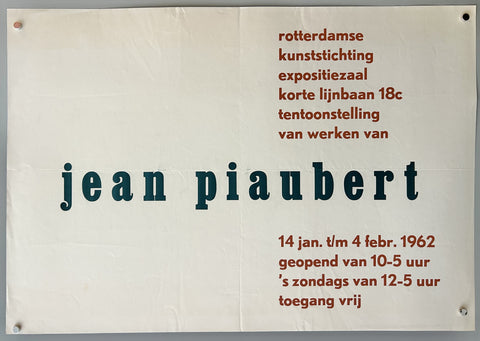 rotterdamse
kunststichting
expositiezaal
korte lijnbaan 18c
tentoonstelling
van werken van
jean piaubert
14 jan. t/m 4 febr. 1962
geopend van 10-5 uur
's zondags van 12-5 uur
toegang vrij